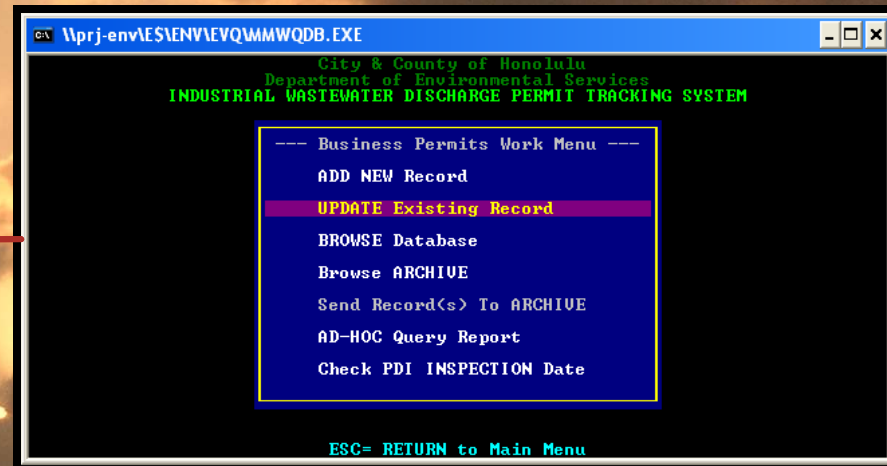 \\prj-env\E$\ENV\EVQ\MMWQDB.EXE
City & County of Honolulu
Department of Environmental Services
INDUSTRIAL WASTEWATER DISCHARGE PERMIT TRACKING SYSTEM
--- Business Permits Work Menu ---
ADD NEW Record
UPDATE Existing Record
BROWSE Database
Browse ARCHIVE
Send Record(s) To ARCHIVE
AD-HOC Query Report
Check PDI INSPECTION Date
ESC= RETURN to Main Menu